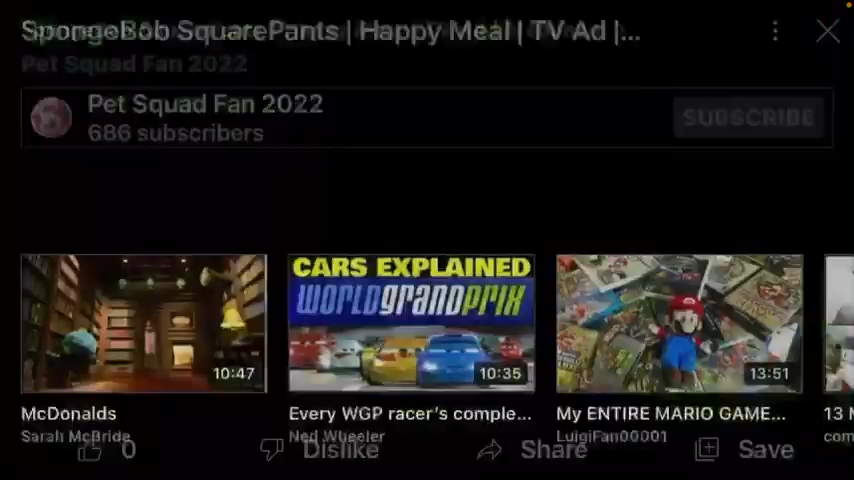 SpongeBob SquarePants | Happy Meal | TV Ad |...
Pet Squad Fan 2022
Pet Squad Fan 2022
686 subscribers
SUBSCRIBE
CARS EXPLAINED
WORLD GRAND PRIX
10:47
10:35
13:51
McDonalds
Every WGP racer's comple...
My ENTIRE MARIO GAME...
13
Sarah McBride
Ned Wheeler
LuigiFan00001
com
0
Dislike
Share
Save